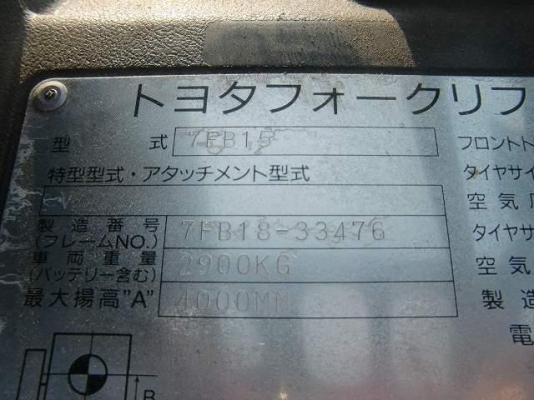 トヨタフォークリフ
型 式 7FB15 フロントト
特型型式・アタッチメント型式 タイヤサイ
空気
製造番号 7FB18-33476 タイヤサ
(フレームNO.)
車両重量 2900KG 空気
(バッテリー含む)
最大揚高"A" 4000MM 製造
電
B